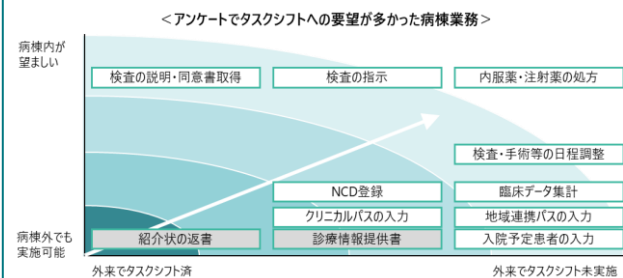 ＜アンケートでタスクシフトへの要望が多かった病棟業務＞
病棟内が
望ましい
検査の説明・同意書取得
検査の指示
内服薬・注射薬の処方
検査・手術等の日程調整
NCD登録
臨床データ集計
クリニカルパスの入力
地域連携パスの入力
病棟外でも
実施可能
紹介状の返書
診療情報提供書
入院予定患者の入力
外来でタスクシフト済
外来でタスクシフト未実施